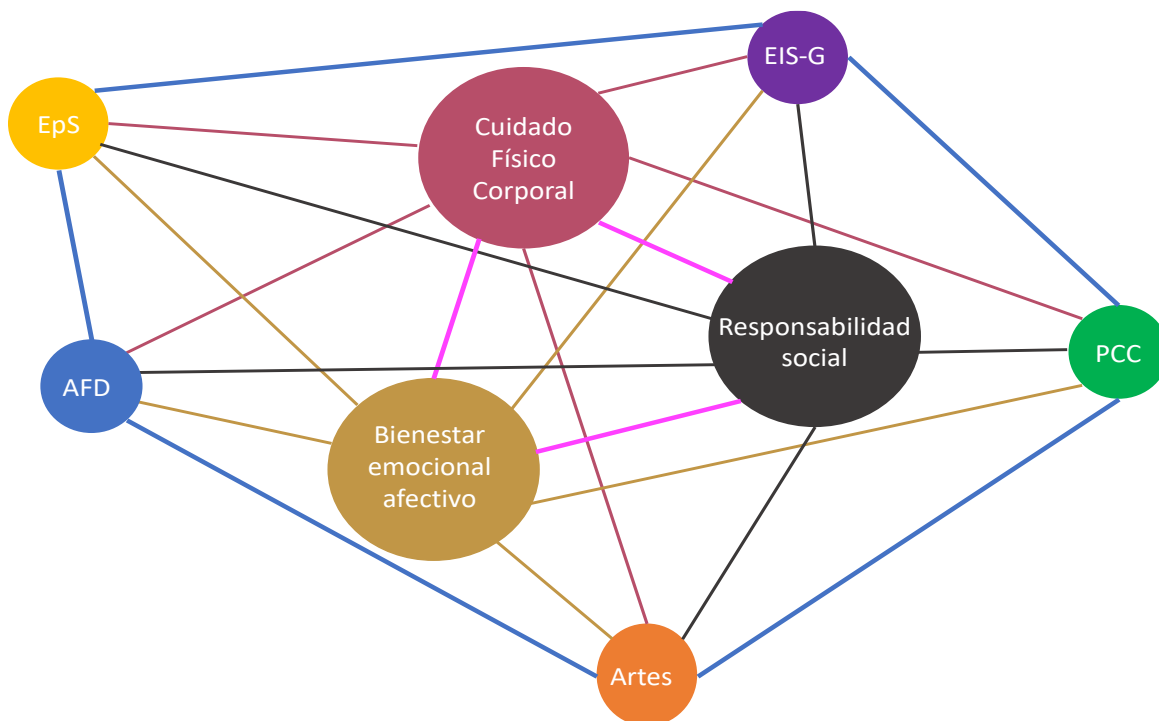 EIS-G
EpS
Cuidado
Físico
Corporal
Responsabilidad
social
PCC
AFD
Bienestar
emocional
afectivo
Artes